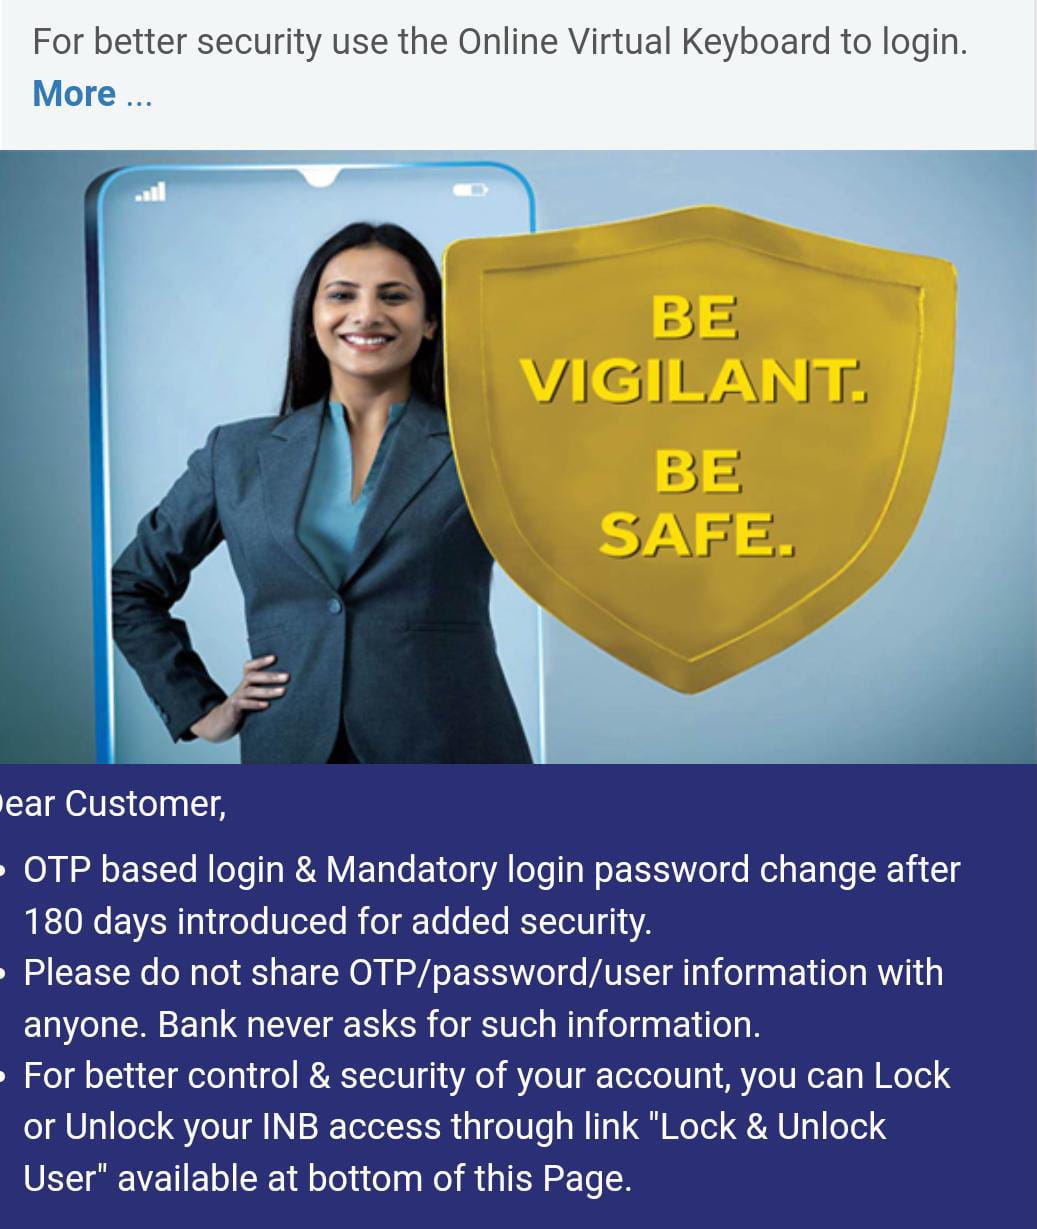 For better security use the Online Virtual Keyboard to login.
More ...
BE
VIGILANT.
BE
SAFE.
Dear Customer,
• OTP based login & Mandatory login password change after
180 days introduced for added security.
• Please do not share OTP/password/user information with
anyone. Bank never asks for such information.
• For better control & security of your account, you can Lock
or Unlock your INB access through link "Lock & Unlock
User" available at bottom of this Page.